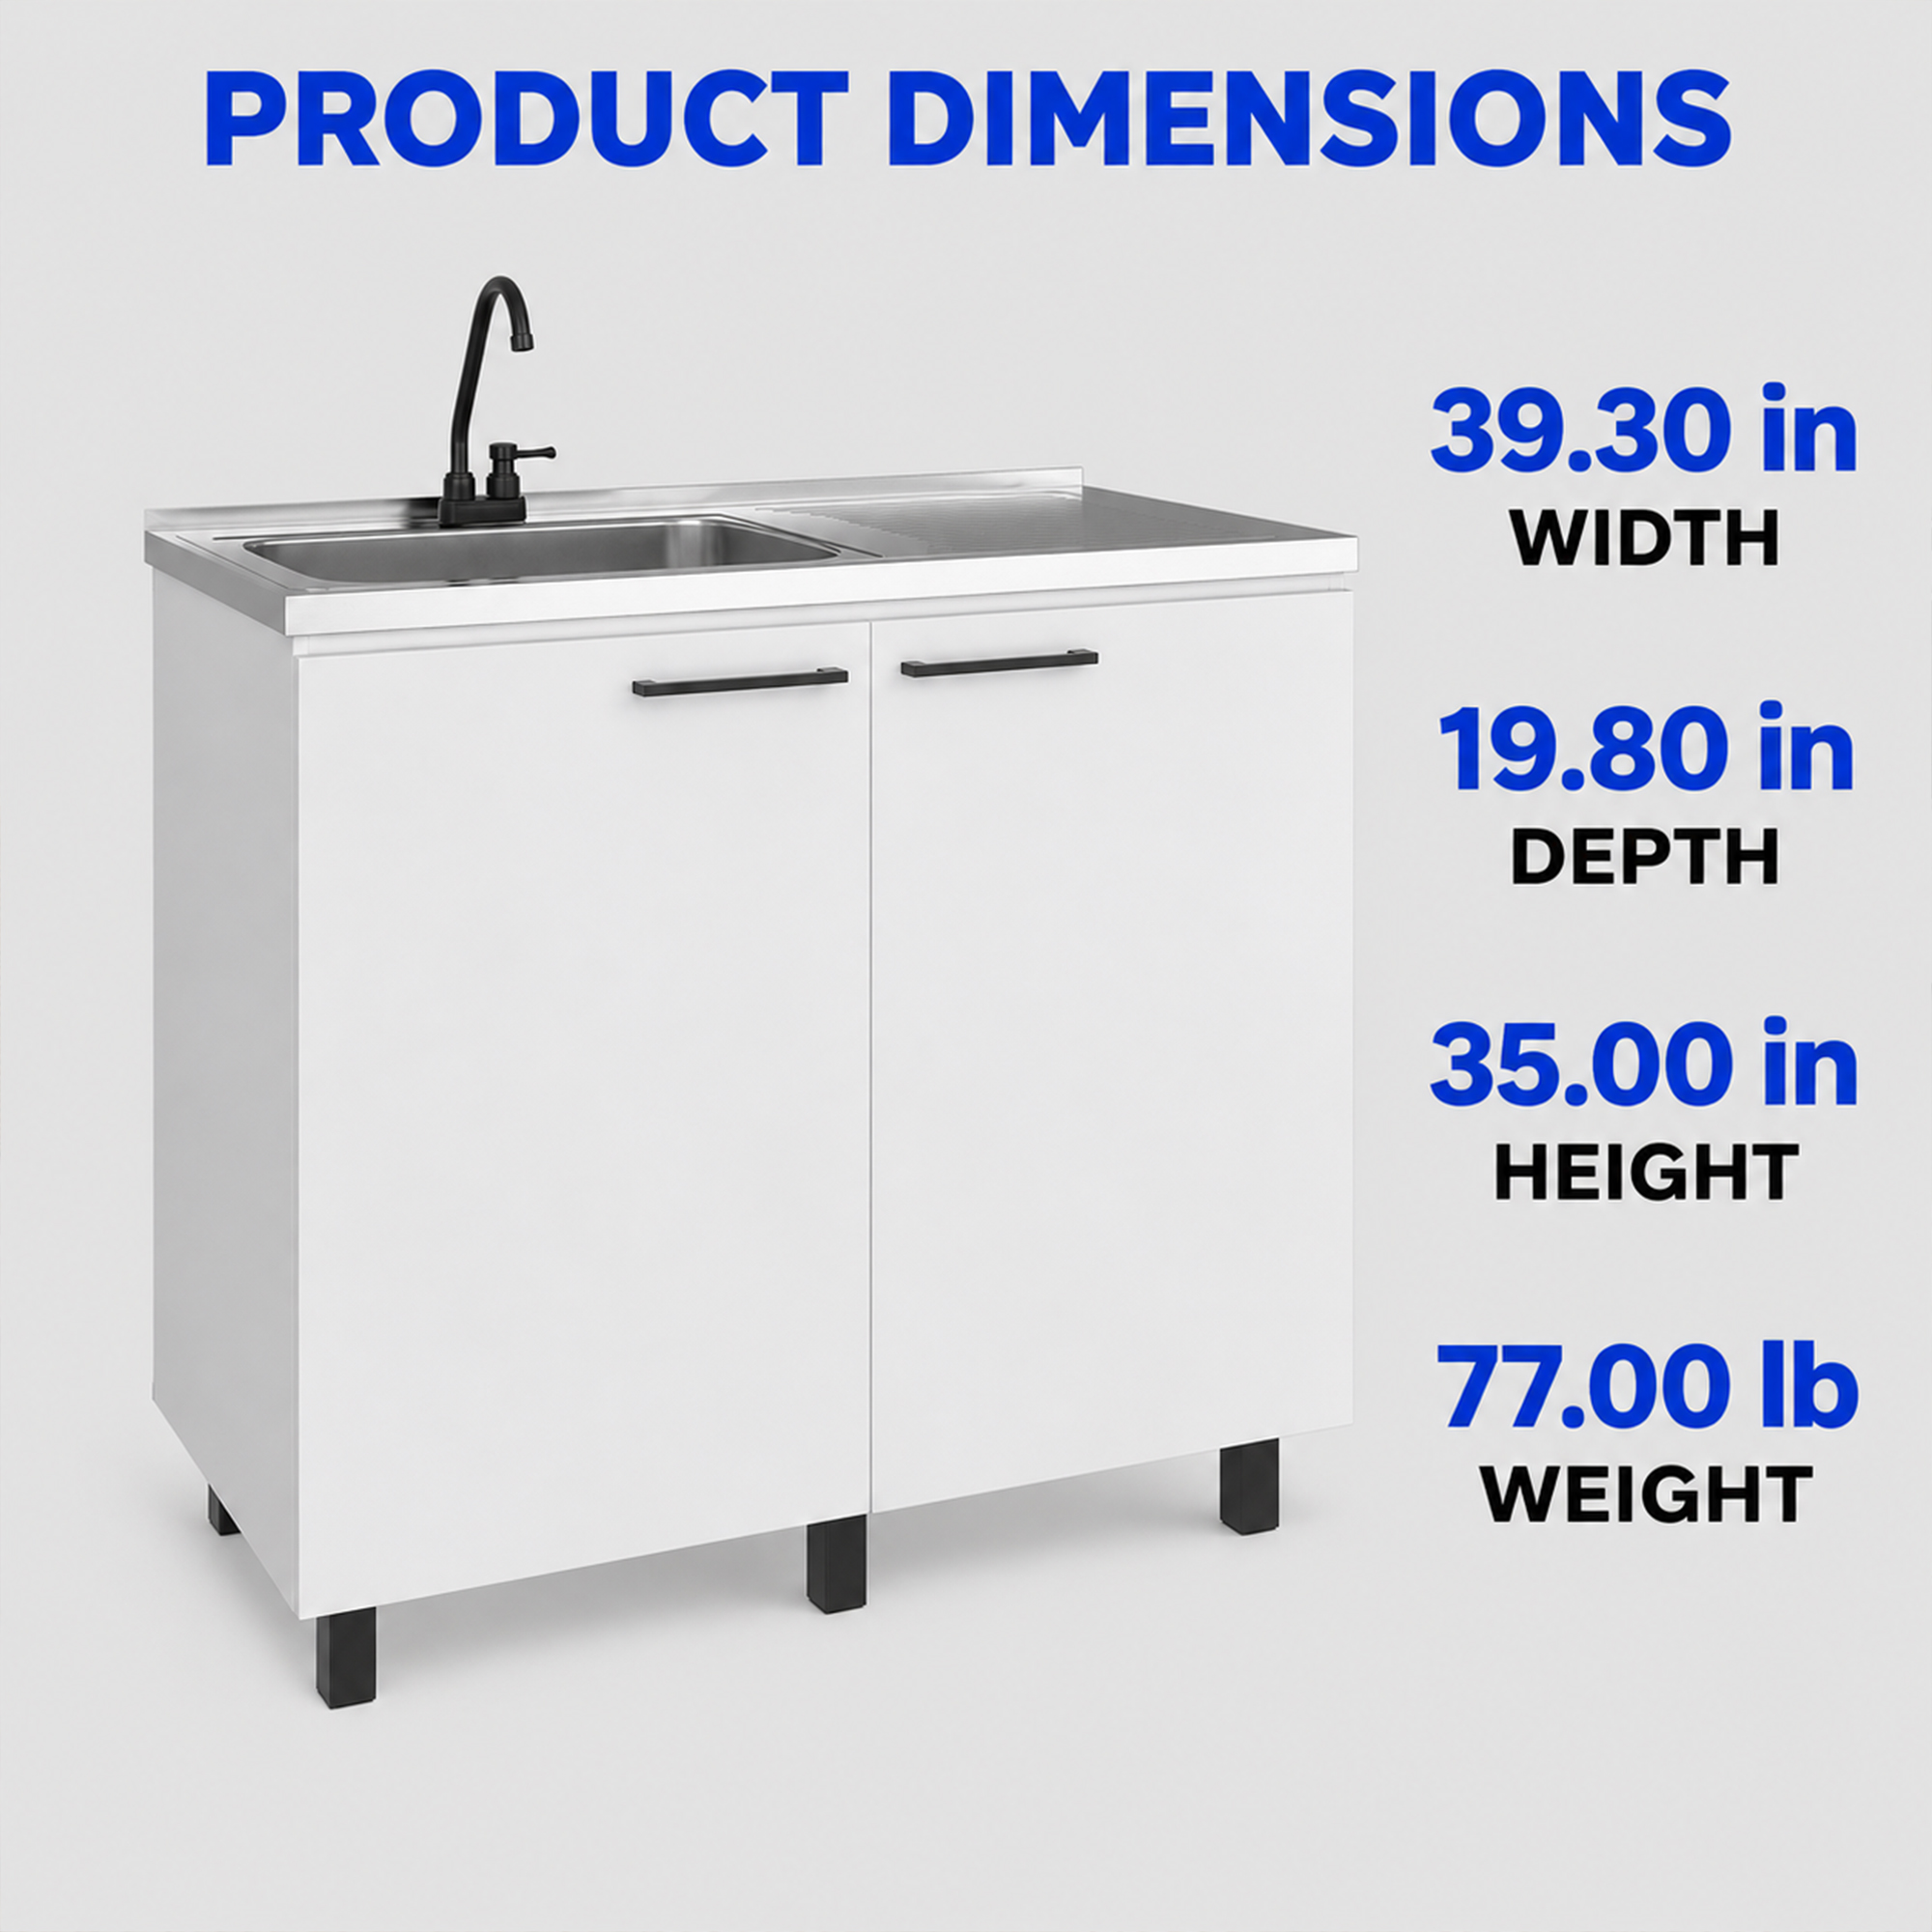 PRODUCT DIMENSIONS
39.30 in
WIDTH
19.80 in
DEPTH
35.00 in
HEIGHT
77.00 lb
WEIGHT